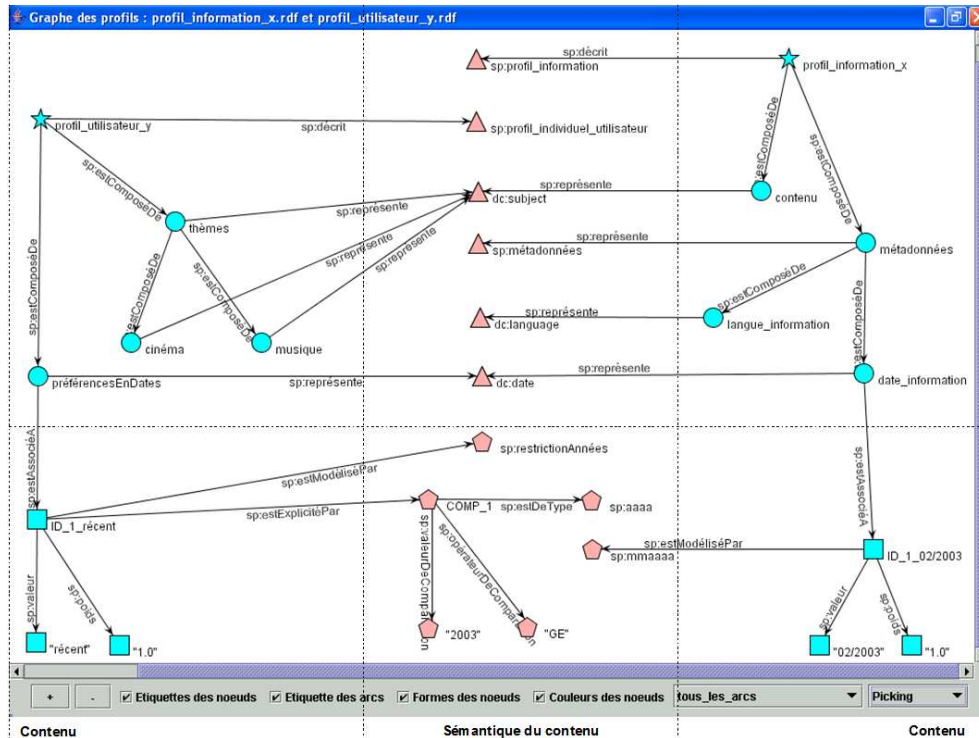 Graphe des profils : profil_information_x.rdf et profil_utilisateur_y.rdf
sp:décrit
sp:profil_information
profil_information_x
profil_utilisateur_y
sp:décrit
sp:profil_individuel_utilisateur
sp:estComposéDe
estComposéDe
sp:estComposéDe
sp:représente
dc:subject
sp:représente
contenu
thèmes
sp:représente
sp:représente
sp:estComposéDe
estComposéDe
sp:estComposéDe
sp:représente
sp:métadonnées
métadonnées
sp:estComposéDe
estComposéDe
cinéma
musique
sp:représente
dc:language
langue_information
préférencesEnDates
sp:représente
dc:date
sp:représente
date_information
sp:estAssociéA
sp:estModéliséPar
sp:restrictionAnnées
sp:estAssociéA
ID_1_récent
sp:estExplicitéPar
COMP_1
sp:estDeType
sp:aaaa
sp:estModéliséPar
sp:mmaaaa
ID_1_02/2003
sp:valeur
sp:poids
sp:valeurDeComparaison
sp:opérateurDeComparaison
sp:valeur
sp:poids
"récent"
"1.0"
"2003"
"GE"
"02/2003"
"1.0"
+
-
Etiquettes des noeuds
Etiquette des arcs
Formes des noeuds
Couleurs des noeuds
tous_les_arcs
Picking
Contenu
Sémantique du contenu
Contenu